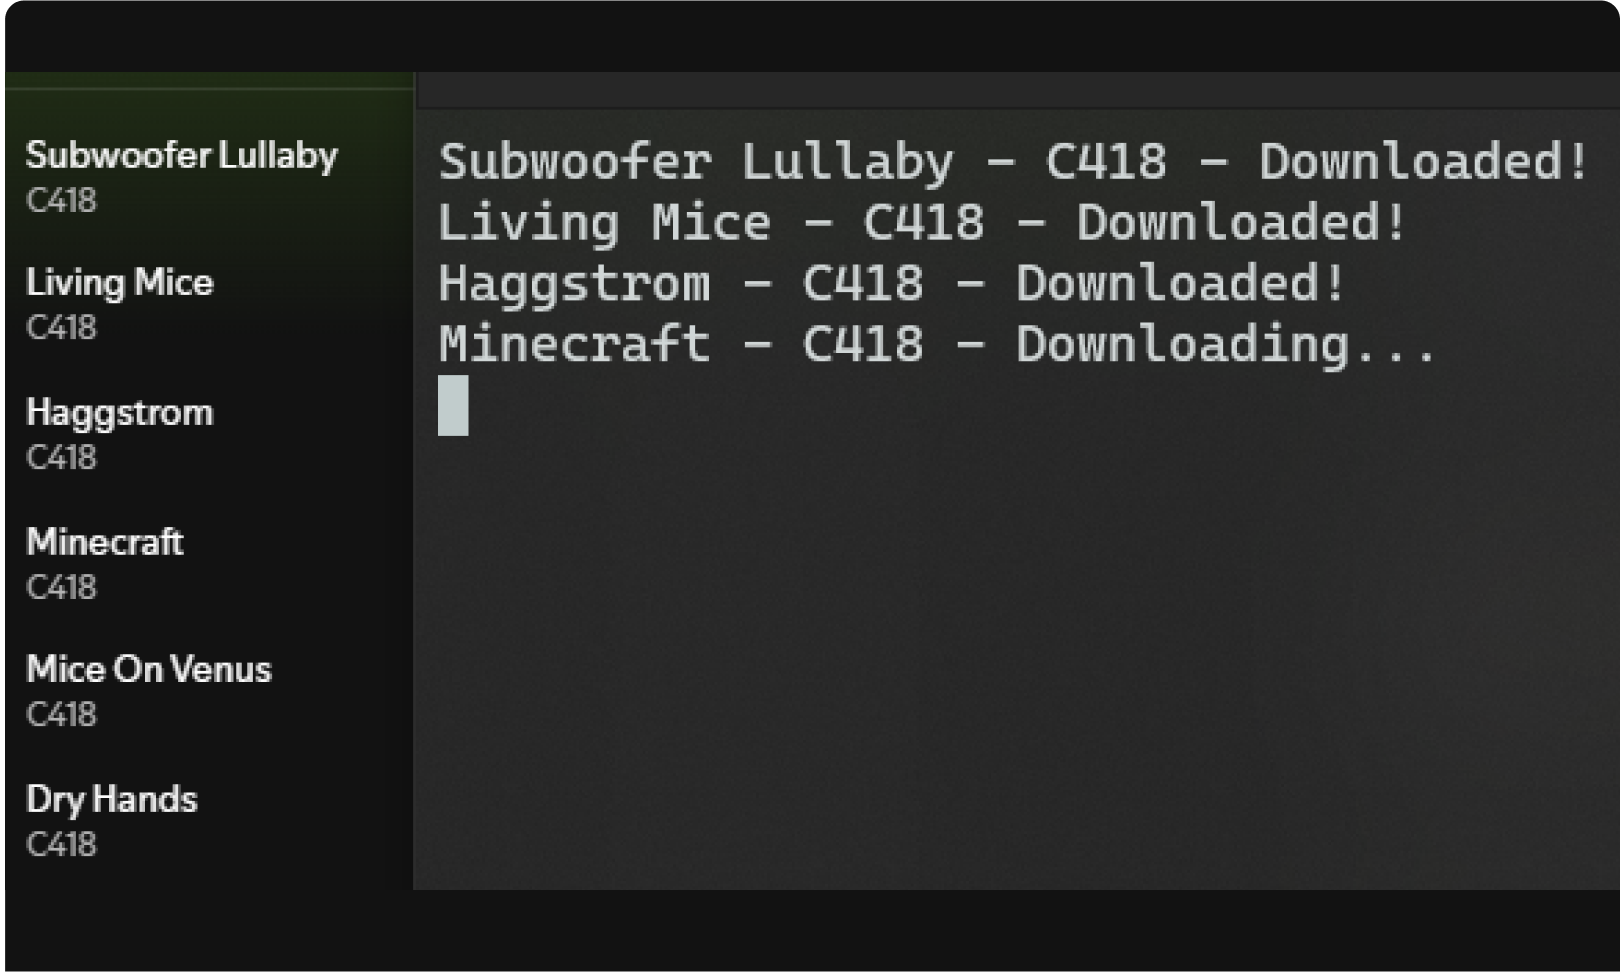 Subwoofer Lullaby
C418
Living Mice
C418
Haggstrom
C418
Minecraft
C418
Mice On Venus
C418
Dry Hands
C418
Subwoofer Lullaby - C418 - Downloaded!
Living Mice - C418 - Downloaded!
Haggstrom - C418 - Downloaded!
Minecraft - C418 - Downloading...